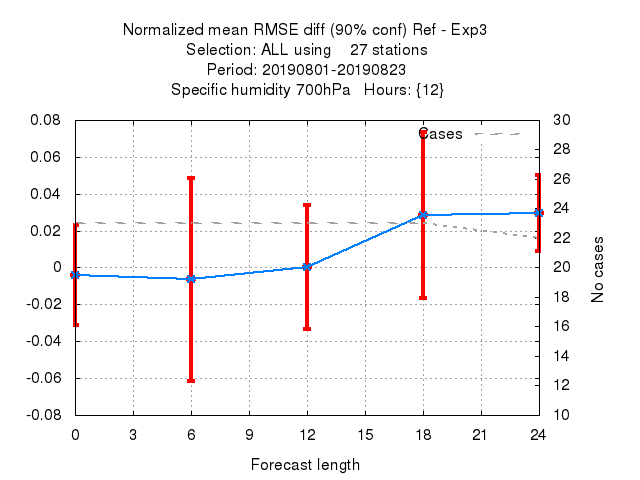 Normalized mean RMSE diff (90% conf) Ref - Exp3
Selection: ALL using 27 stations
Period: 20190801-20190823
Specific humidity 700hPa Hours: {12}
Cases
0.08
0.06
0.04
0.02
0
-0.02
-0.04
-0.06
-0.08
30
28
26
24
22
20
18
16
14
12
10
No cases
0 3 6 9 12 15 18 21 24
Forecast length